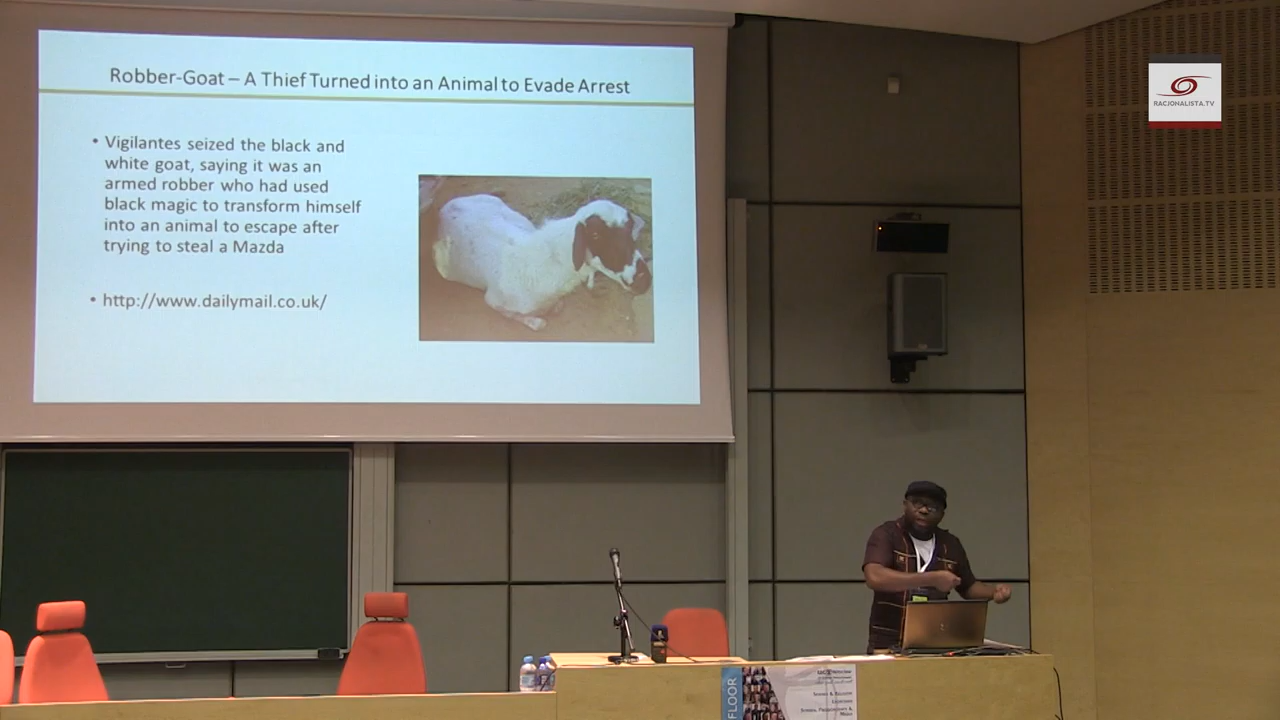 Robber-Goat – A Thief Turned into an Animal to Evade Arrest
• Vigilantes seized the black and
white goat, saying it was an
armed robber who had used
black magic to transform himself
into an animal to escape after
trying to steal a Mazda
• http://www.dailymail.co.uk/
RACJONALISTA.TV
FLOOR